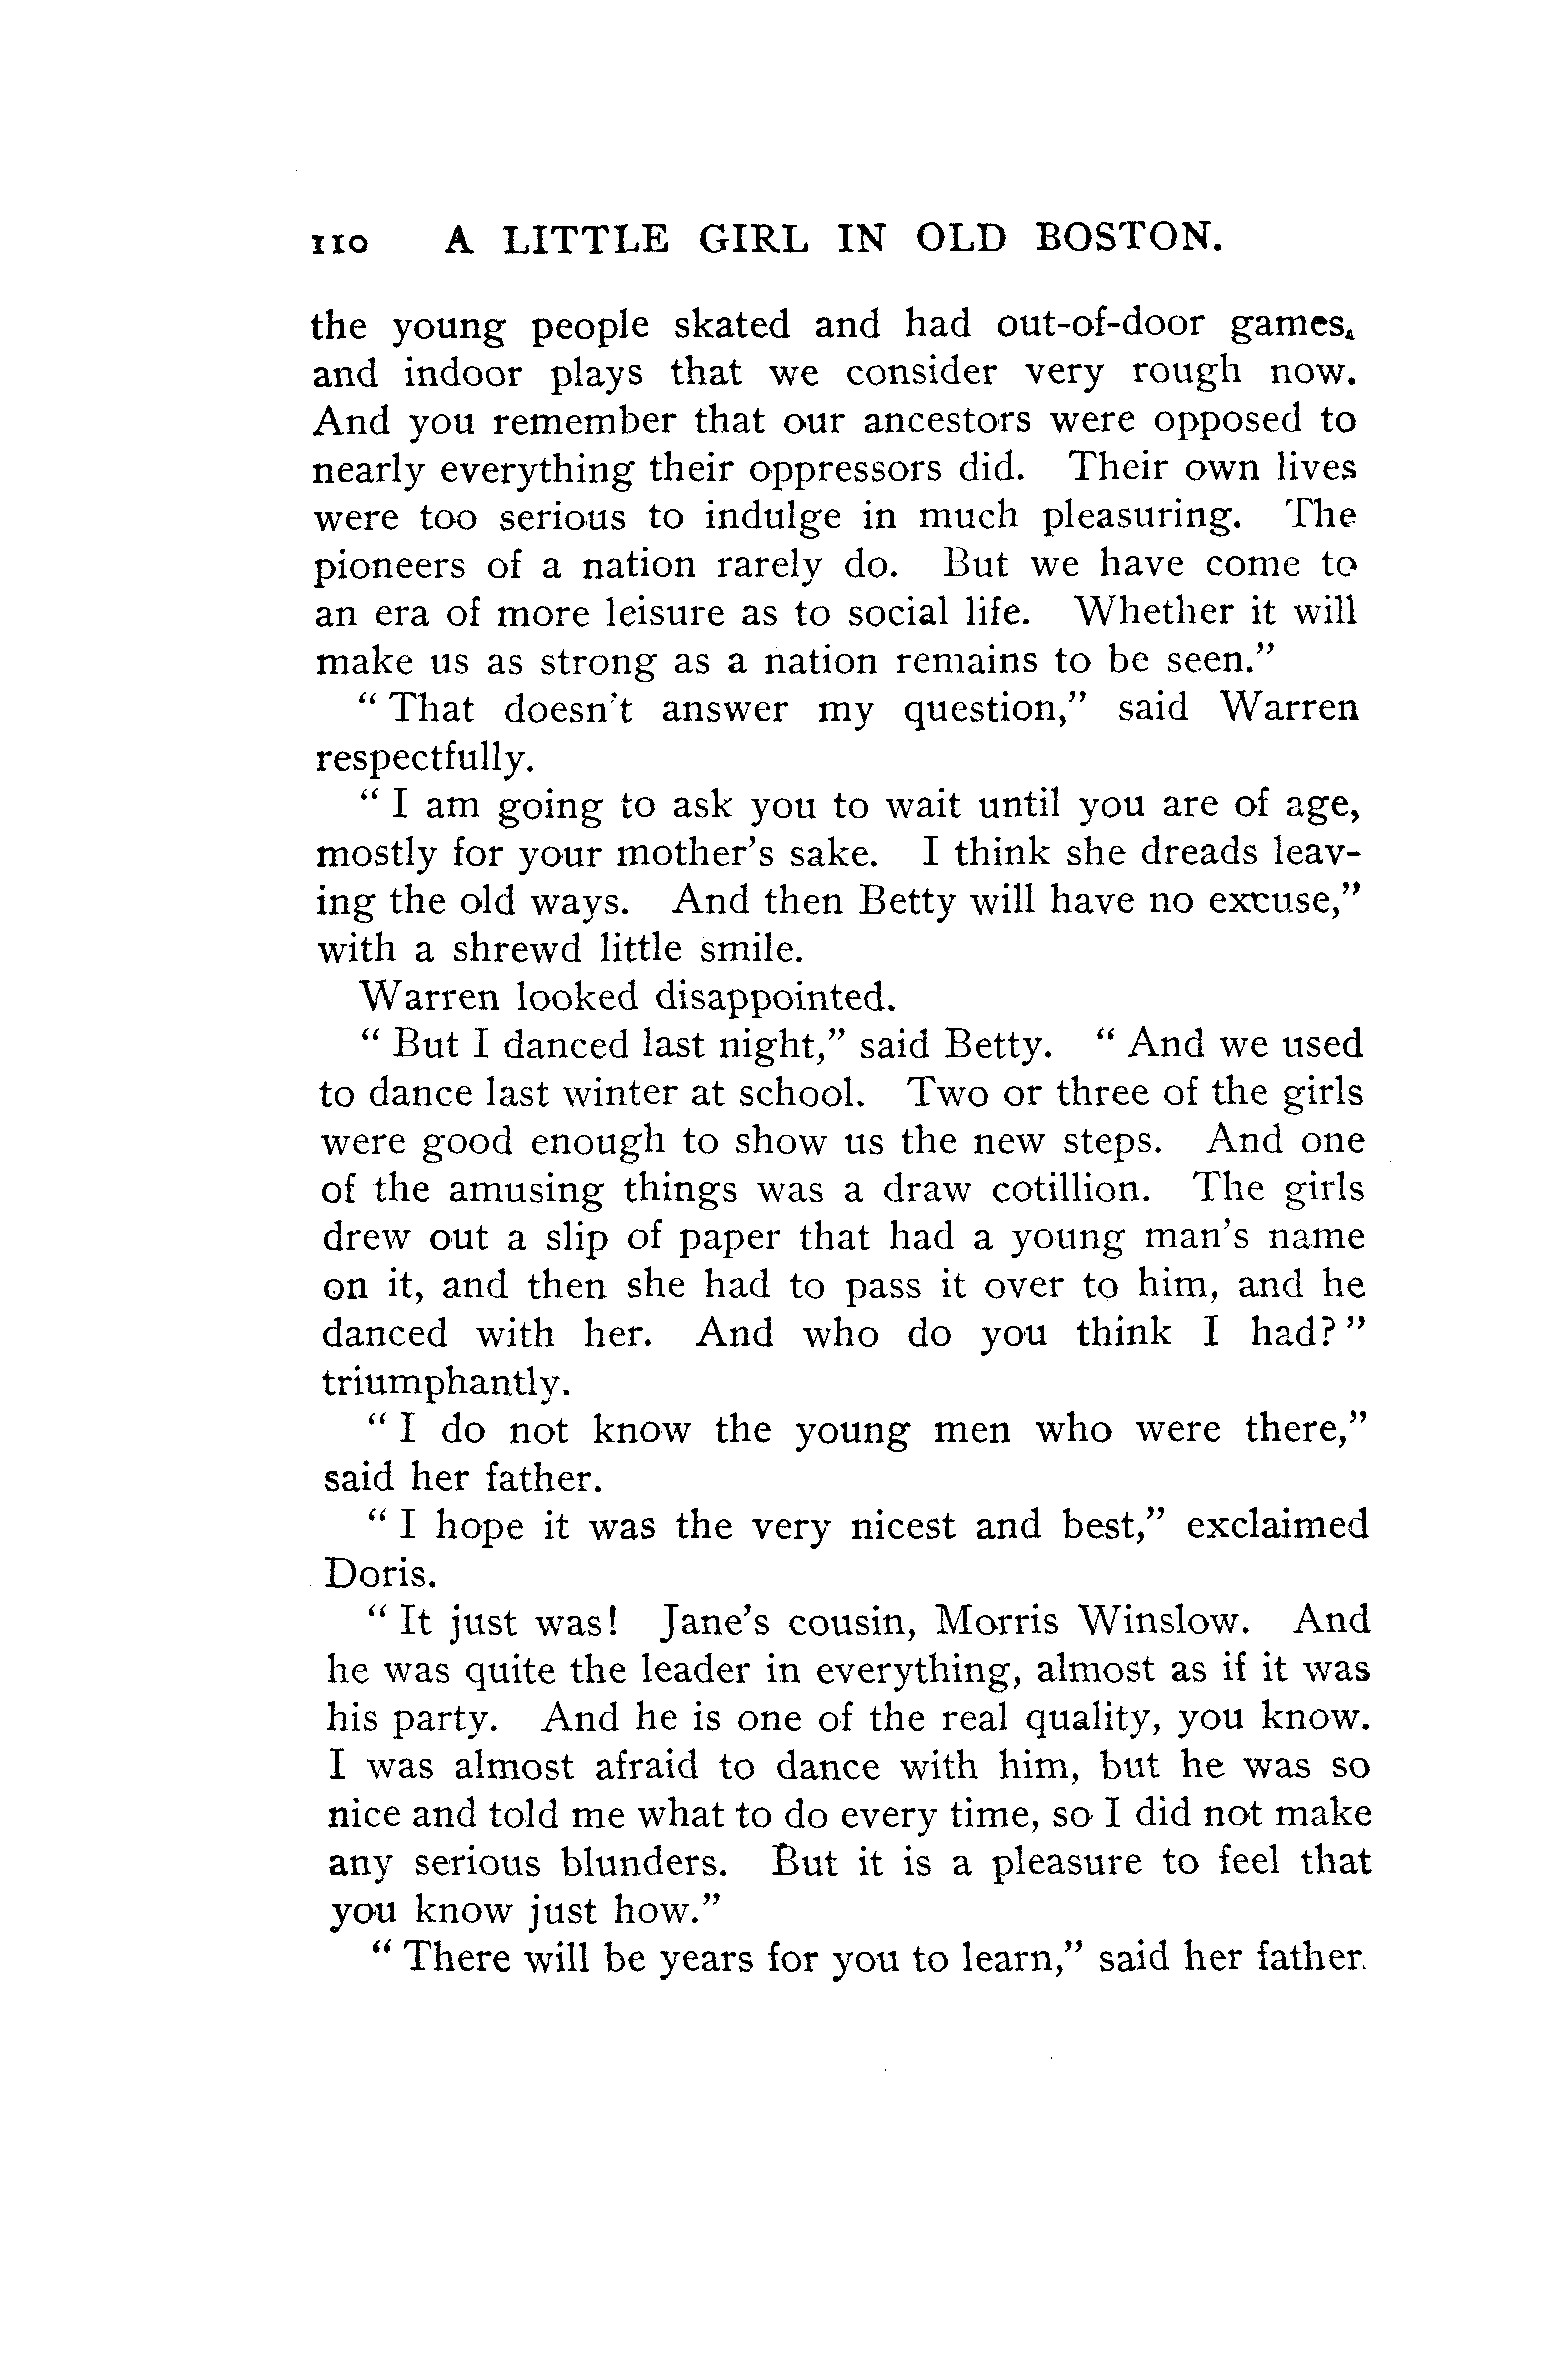 110 A LITTLE GIRL IN OLD BOSTON.
the young people skated and had out-of-door games,
and indoor plays that we consider very rough now.
And you remember that our ancestors were opposed to
nearly everything their oppressors did. Their own lives
were too serious to indulge in much pleasuring. The
pioneers of a nation rarely do. But we have come to
an era of more leisure as to social life. Whether it will
make us as strong as a nation remains to be seen.”
“ That doesn't answer my question,” said Warren
respectfully.
“ I am going to ask you to wait until you are of age,
mostly for your mother’s sake. I think she dreads leav-
ing the old ways. And then Betty will have no excuse,”
with a shrewd little smile.
Warren looked disappointed.
“ But I danced last night,” said Betty. “ And we used
to dance last winter at school. Two or three of the girls
were good enough to show us the new steps. And one
of the amusing things was a draw cotillion. The girls
drew out a slip of paper that had a young man’s name
on it, and then she had to pass it over to him, and he
danced with her. And who do you think I had? ”
triumphantly.
“ I do not know the young men who were there,”
said her father.
“ I hope it was the very nicest and best,” exclaimed
Doris.
“ It just was! Jane’s cousin, Morris Winslow. And
he was quite the leader in everything, almost as if it was
his party. And he is one of the real quality, you know.
I was almost afraid to dance with him, but he was so
nice and told me what to do every time, so I did not make
any serious blunders. But it is a pleasure to feel that
you know just how.”
“ There will be years for you to learn,” said her father.